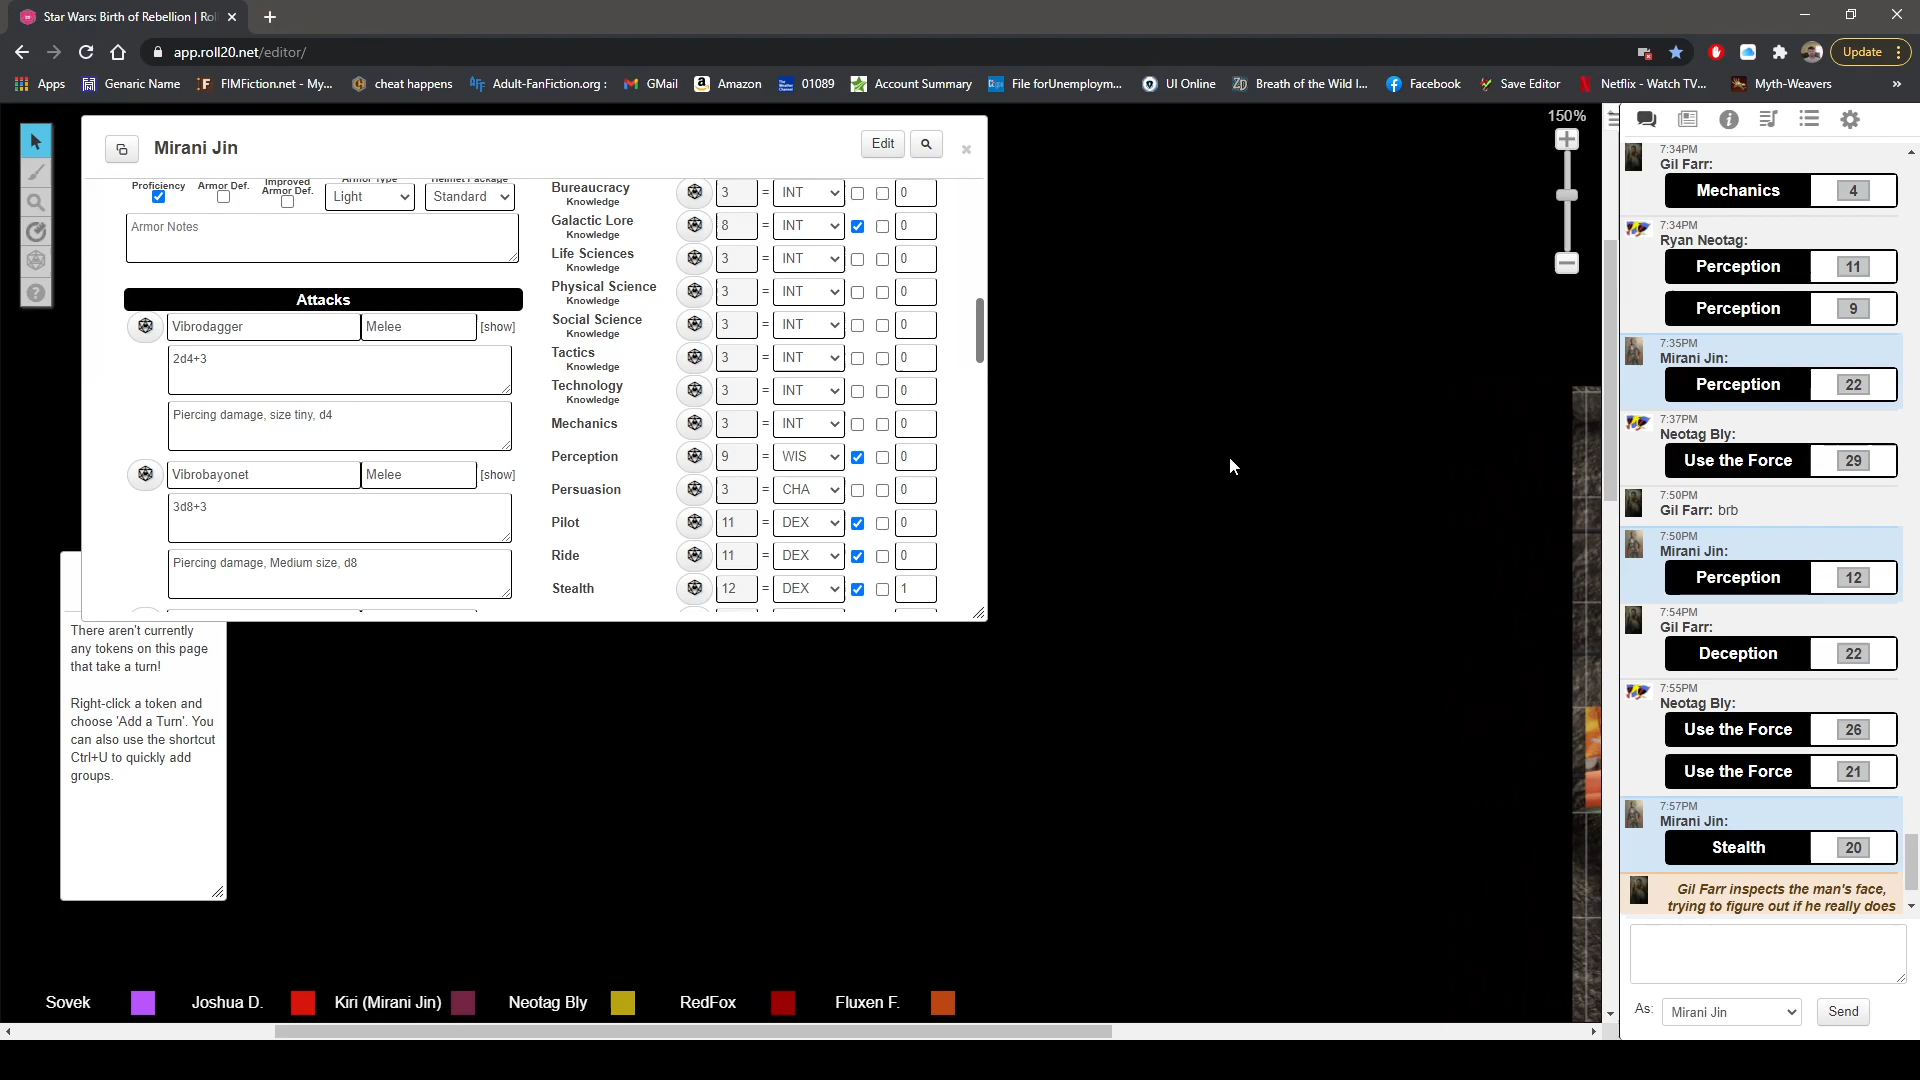 Star Wars: Birth of Rebellion | Rol
app.roll20.net/editor/
Update
Apps
Genaric Name
FIMFiction.net - My...
cheat happens
Adult-FanFiction.org :
GMail
Amazon
01089
Account Summary
File forUnemploym...
UI Online
Breath of the Wild I...
Facebook
Save Editor
Netflix - Watch TV...
Myth-Weavers
»
150%
Mirani Jin
Edit
Proficiency
Armor Def.
Improved
Armor Def.
Armor Type
Helmet Package
Light
Standard
Armor Notes
Attacks
Vibrodagger
Melee
[show]
2d4+3
Piercing damage, size tiny, d4
Vibrobayonet
Melee
[show]
3d8+3
Piercing damage, Medium size, d8
Bureaucracy
Knowledge
3 = INT 0
Galactic Lore
Knowledge
8 = INT 0
Life Sciences
Knowledge
3 = INT 0
Physical Science
Knowledge
3 = INT 0
Social Science
Knowledge
3 = INT 0
Tactics
Knowledge
3 = INT 0
Technology
Knowledge
3 = INT 0
Mechanics 3 = INT 0
Perception 9 = WIS 0
Persuasion 3 = CHA 0
Pilot 11 = DEX 0
Ride 11 = DEX 0
Stealth 12 = DEX 1
There aren't currently
any tokens on this page
that take a turn!
Right-click a token and
choose 'Add a Turn'. You
can also use the shortcut
Ctrl+U to quickly add
groups.
Sovek
Joshua D.
Kiri (Mirani Jin)
Neotag Bly
RedFox
Fluxen F.
7:34PM
Gil Farr:
Mechanics 4
7:34PM
Ryan Neotag:
Perception 11
Perception 9
7:35PM
Mirani Jin:
Perception 22
7:37PM
Neotag Bly:
Use the Force 29
7:50PM
Gil Farr: brb
7:50PM
Mirani Jin:
Perception 12
7:54PM
Gil Farr:
Deception 22
7:55PM
Neotag Bly:
Use the Force 26
Use the Force 21
7:57PM
Mirani Jin:
Stealth 20
Gil Farr inspects the man's face,
trying to figure out if he really does
As:
Mirani Jin
Send